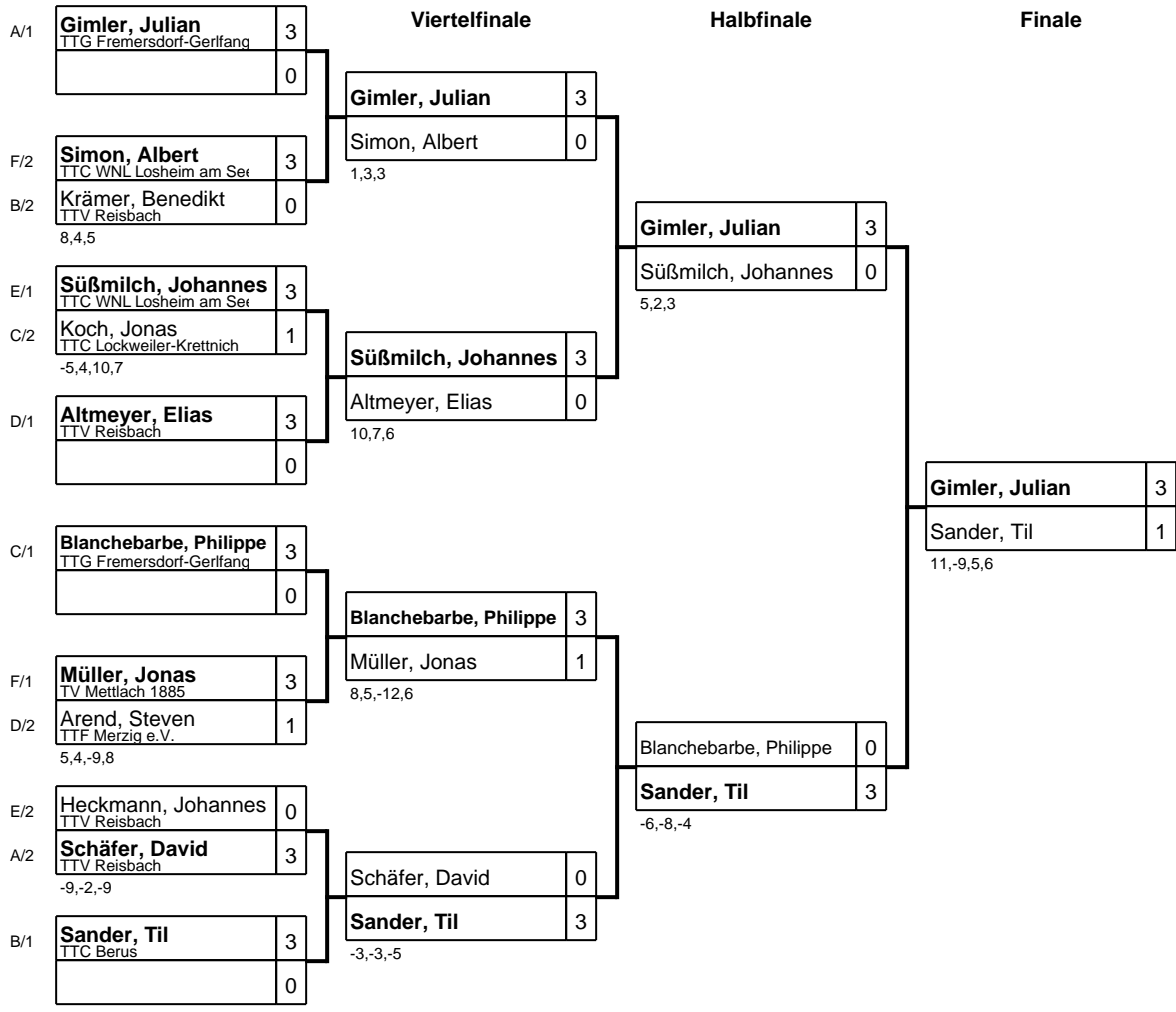 Viertelfinale
Halbfinale
Finale
A/1
Gimler, Julian 3
TTG Fremersdorf-Gerlfang
0
F/2
Simon, Albert 3
TTC WNL Losheim am See
B/2
Krämer, Benedikt 0
TTV Reisbach
8,4,5
E/1
Süßmilch, Johannes 3
TTC WNL Losheim am See
C/2
Koch, Jonas 1
TTC Lockweiler-Krettnich
-5,4,10,7
D/1
Altmeyer, Elias 3
TTV Reisbach
0
C/1
Blanchebarbe, Philippe 3
TTG Fremersdorf-Gerlfang
0
F/1
Müller, Jonas 3
TV Mettlach 1885
D/2
Arend, Steven 1
TTF Merzig e.V.
5,4,-9,8
E/2
Heckmann, Johannes 0
TTV Reisbach
A/2
Schäfer, David 3
TTV Reisbach
-9,-2,-9
B/1
Sander, Til 3
TTC Berus
0
Gimler, Julian 3
Simon, Albert 0
1,3,3
Süßmilch, Johannes 3
Altmeyer, Elias 0
10,7,6
Blanchebarbe, Philippe 3
Müller, Jonas 1
8,5,-12,6
Schäfer, David 0
Sander, Til 3
-3,-3,-5
Gimler, Julian 3
Süßmilch, Johannes 0
5,2,3
Blanchebarbe, Philippe 0
Sander, Til 3
-6,-8,-4
Gimler, Julian 3
Sander, Til 1
11,-9,5,6